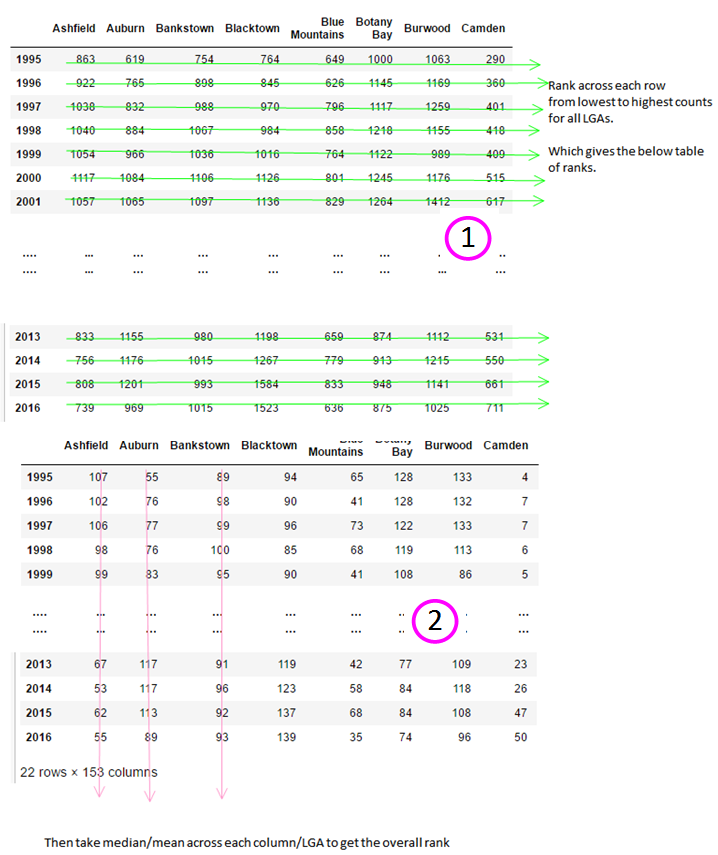 Blue Botany
Ashfield Auburn Bankstown Blacktown Mountains Bay Burwood Camden
1995 863 619 754 764 649 1000 1063 290
1996 922 765 898 845 626 1145 1169 360
Rank across each row
1997 1038 832 988 970 796 1117 1259 401
from lowest to highest counts
for all LGAs.
1998 1040 884 1067 984 858 1218 1155 418
1999 1054 966 1036 1016 764 1122 989 409
Which gives the below table
2000 1117 1084 1106 1126 801 1245 1176 515
of ranks.
2001 1057 1065 1097 1136 829 1264 1412 617
1
.... ... ... ... ... ... ... . ..
.... ... ... ... ... ... ... ... ...
2013 833 1155 980 1198 659 874 1112 531
2014 756 1176 1015 1267 779 913 1215 550
2015 808 1201 993 1584 833 948 1141 661
2016 739 969 1015 1523 636 875 1025 711
Ashfield Auburn Bankstown Blacktown Mountains Bay Burwood Camden
1995 107 55 89 94 65 128 133 4
1996 102 76 98 90 41 128 132 7
1997 106 77 99 96 73 122 133 7
1998 98 76 100 85 68 119 113 6
1999 99 83 95 90 41 108 86 5
.... ... ... ... ... ... .. . ...
2
.... ... ... ... ... ... .. . ...
2013 67 117 91 119 42 77 109 23
2014 53 117 96 123 58 84 118 26
2015 62 113 92 137 68 84 108 47
2016 55 89 93 139 35 74 96 50
22 rows × 153 columns
Then take median/mean across each column/LGA to get the overall rank